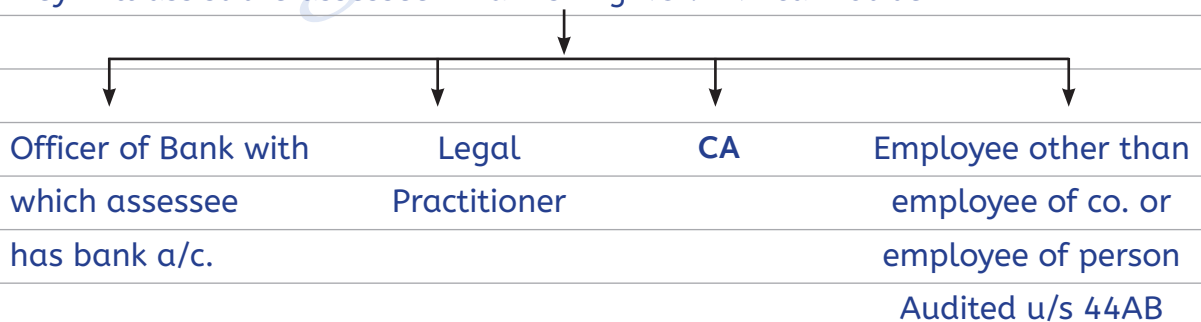 Officer of Bank with
which assessee
has bank a/c.
Legal
Practitioner
CA
Employee other than
employee of co. or
employee of person
Audited u/s 44AB